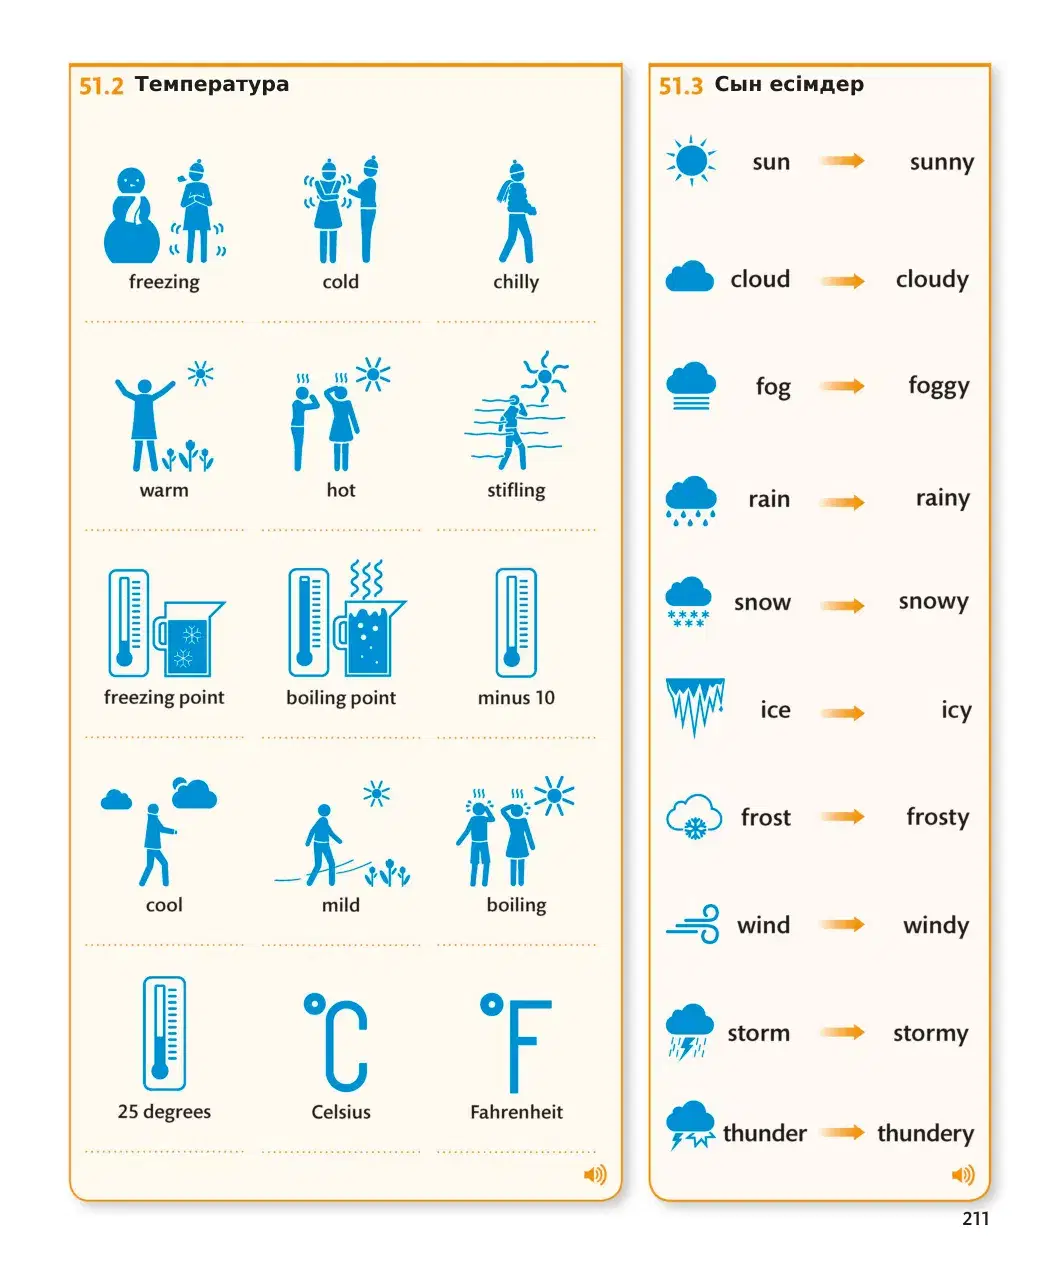 51.2 Температура
freezing
cold
chilly
warm
hot
stifling
freezing point
boiling point
minus 10
cool
mild
boiling
°C
°F
25 degrees
Celsius
Fahrenheit
51.3 Сын есімдер
sun sunny
cloud cloudy
fog foggy
rain rainy
snow snowy
ice icy
frost frosty
wind windy
storm stormy
thunder thundery
211